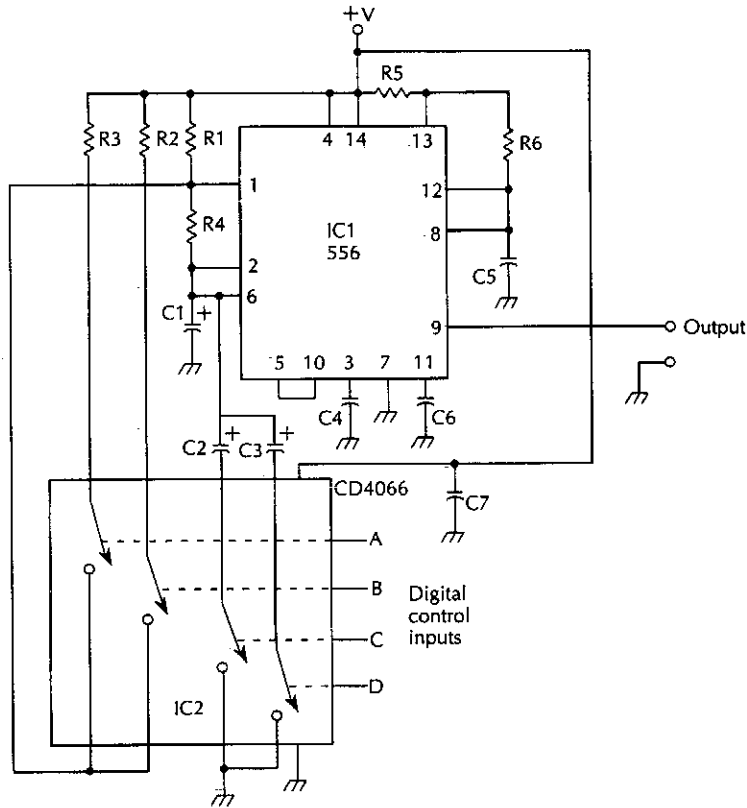 +V
R5
R3
R2
R1
4
14
13
R6
1
12
R4
IC1
556
8
2
C5
6
C1
+
9
Output
5
10
3
7
11
C4
C6
+
+
C2
C3
CD4066
C7
A
B
Digital
control
inputs
C
D
IC2